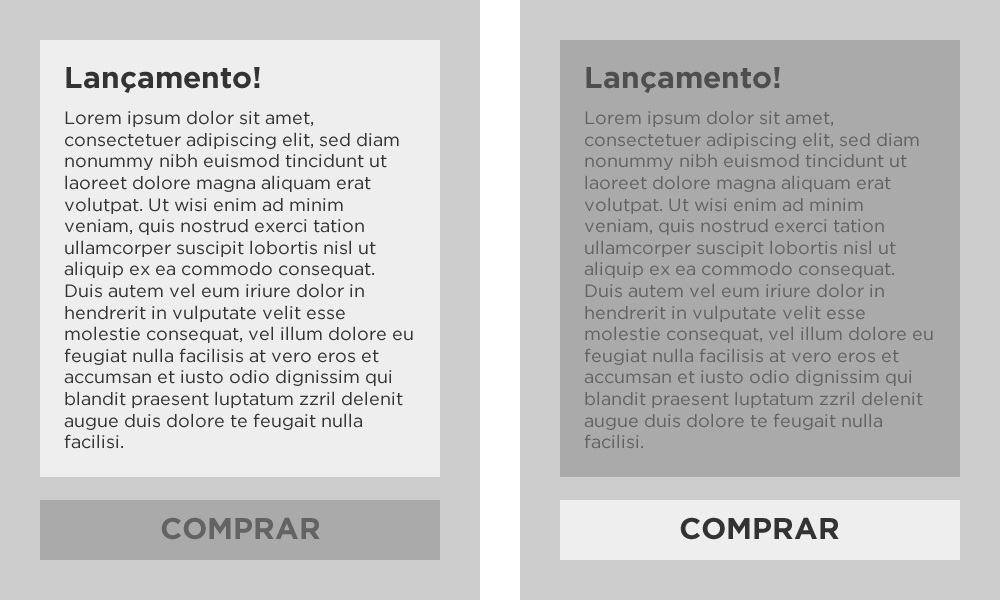 Lançamento!
Lorem ipsum dolor sit amet,
consectetuer adipiscing elit, sed diam
nonummy nibh euismod tincidunt ut
laoreet dolore magna aliquam erat
volutpat. Ut wisi enim ad minim
veniam, quis nostrud exerci tation
ullamcorper suscipit lobortis nisl ut
aliquip ex ea commodo consequat.
Duis autem vel eum iriure dolor in
hendrerit in vulputate velit esse
molestie consequat, vel illum dolore eu
feugiat nulla facilisis at vero eros et
accumsan et iusto odio dignissim qui
blandit praesent luptatum zzril delenit
augue duis dolore te feugait nulla
facilisi.
COMPRAR
Lançamento!
Lorem ipsum dolor sit amet,
consectetuer adipiscing elit, sed diam
nonummy nibh euismod tincidunt ut
laoreet dolore magna aliquam erat
volutpat. Ut wisi enim ad minim
veniam, quis nostrud exerci tation
ullamcorper suscipit lobortis nisl ut
aliquip ex ea commodo consequat.
Duis autem vel eum iriure dolor in
hendrerit in vulputate velit esse
molestie consequat, vel illum dolore eu
feugiat nulla facilisis at vero eros et
accumsan et iusto odio dignissim qui
blandit praesent luptatum zzril delenit
augue duis dolore te feugait nulla
facilisi.
COMPRAR